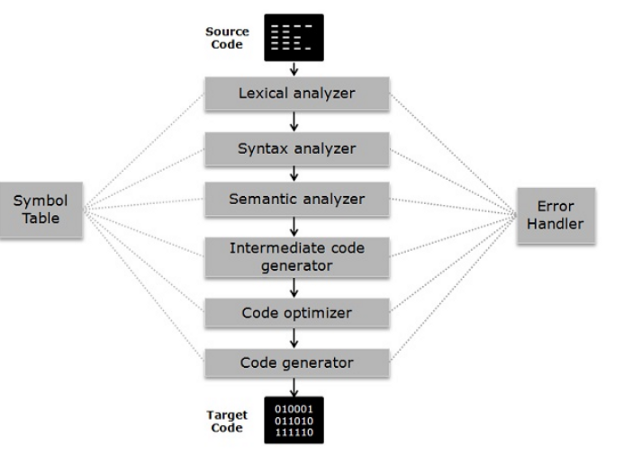 Source
Code
Lexical analyzer
Syntax analyzer
Semantic analyzer
Symbol
Table
Error
Handler
Intermediate code
generator
Code optimizer
Code generator
Target
Code
010001
011010
111110